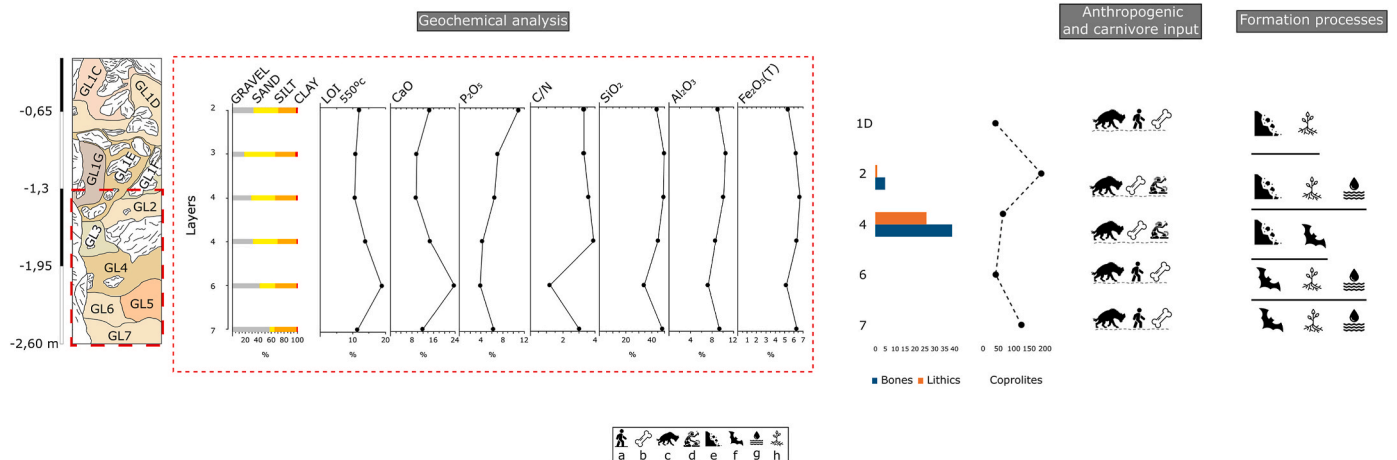 Geochemical analysis
Anthropogenic
and carnivore input
Formation processes
-0,65
-1,3
-1,95
-2,60 m
GL1C
GL1D
GL1G
GL1E
GL1F
GL2
GL3
GL4
GL5
GL6
GL7
Layers
GRAVEL
SAND
SILT
CLAY
LOI 550ºC
CaO
P₂O₅
C/N
SiO₂
Al₂O₃
Fe₂O₃(T)
2
3
4
4
6
7
20 40 60 80 100
%
10 20
%
8 16 24
%
4 8 12
%
2 4
20 40
%
4 8 12
%
1 2 3 4 5 6 7
%
1D
2
4
6
7
0 5 10 15 20 25 30 35 40
0 50 100 150 200
Bones Lithics Coprolites
a b c d e f g h